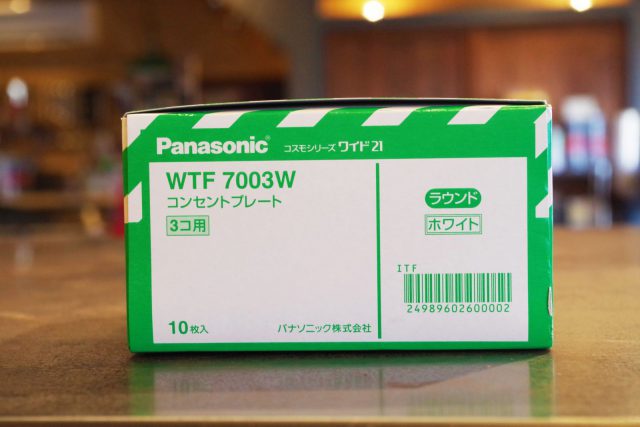 Panasonic® コスモシリーズ ワイド21
WTF 7003W
コンセントプレート
3コ用
ラウンド
ホワイト
ITF
24989602600002
10枚入
パナソニック株式会社